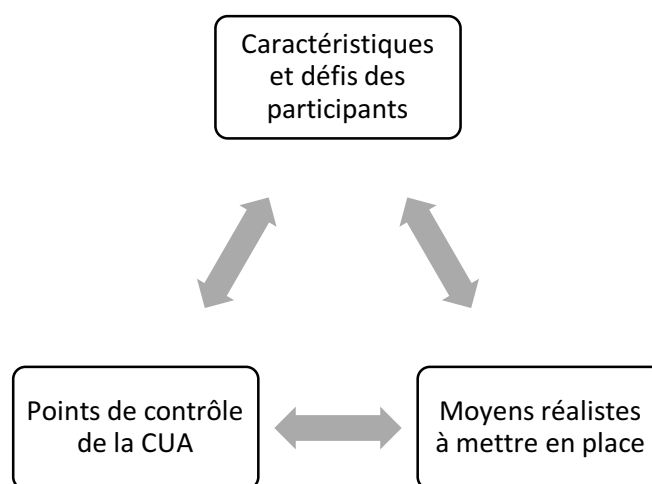 Caractéristiques
et défis des
participants
Points de contrôle
de la CUA
Moyens réalistes
à mettre en place